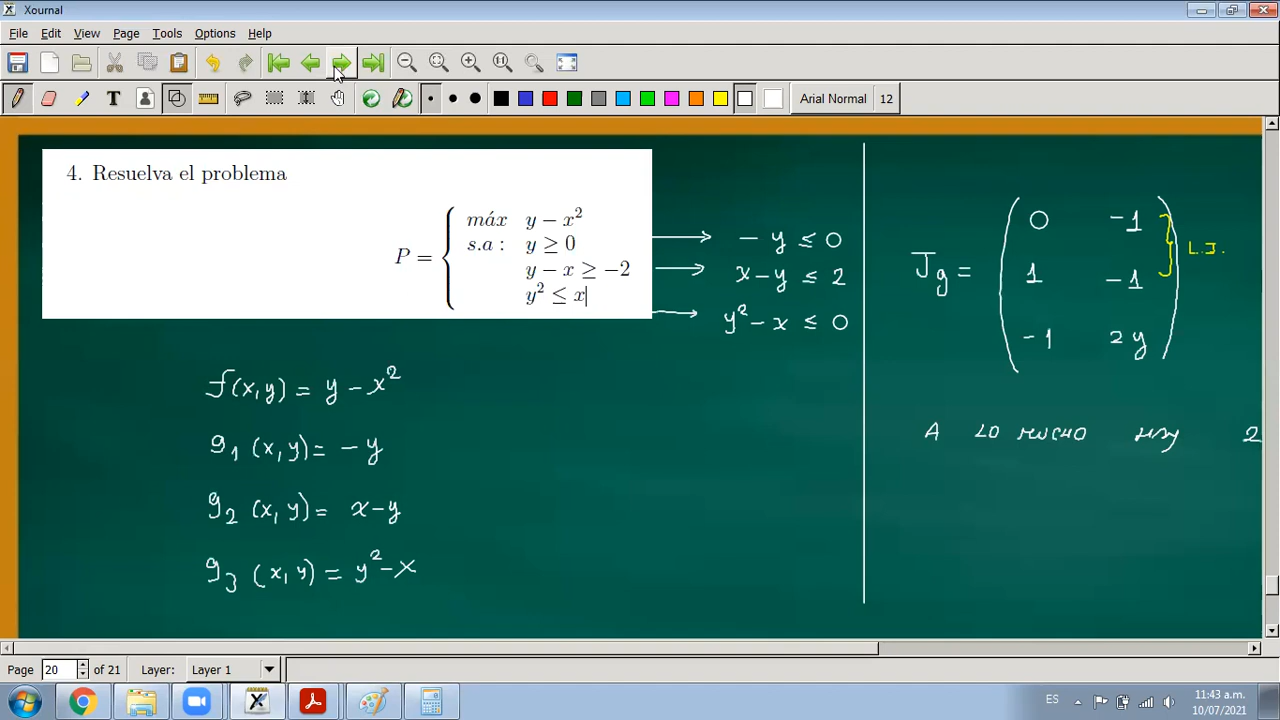 Xournal
File Edit View Page Tools Options Help
Arial Normal 12
4. Resuelva el problema
P = { máx y − x²
s.a : y ≥ 0
y − x ≥ −2
y² ≤ x
− y ≤ 0
x−y ≤ 2
y²− x ≤ 0
f(x,y) = y − x²
g₁ (x,y) = − y
g₂ (x,y) = x−y
g₃ (x,y) = y²−x
Jg = ( 0 −1
1 −1
−1 2y )
L.I.
A LO MUCHO HAY 2
Page 20 of 21 Layer: Layer 1
ES 11:43 a.m.
10/07/2021